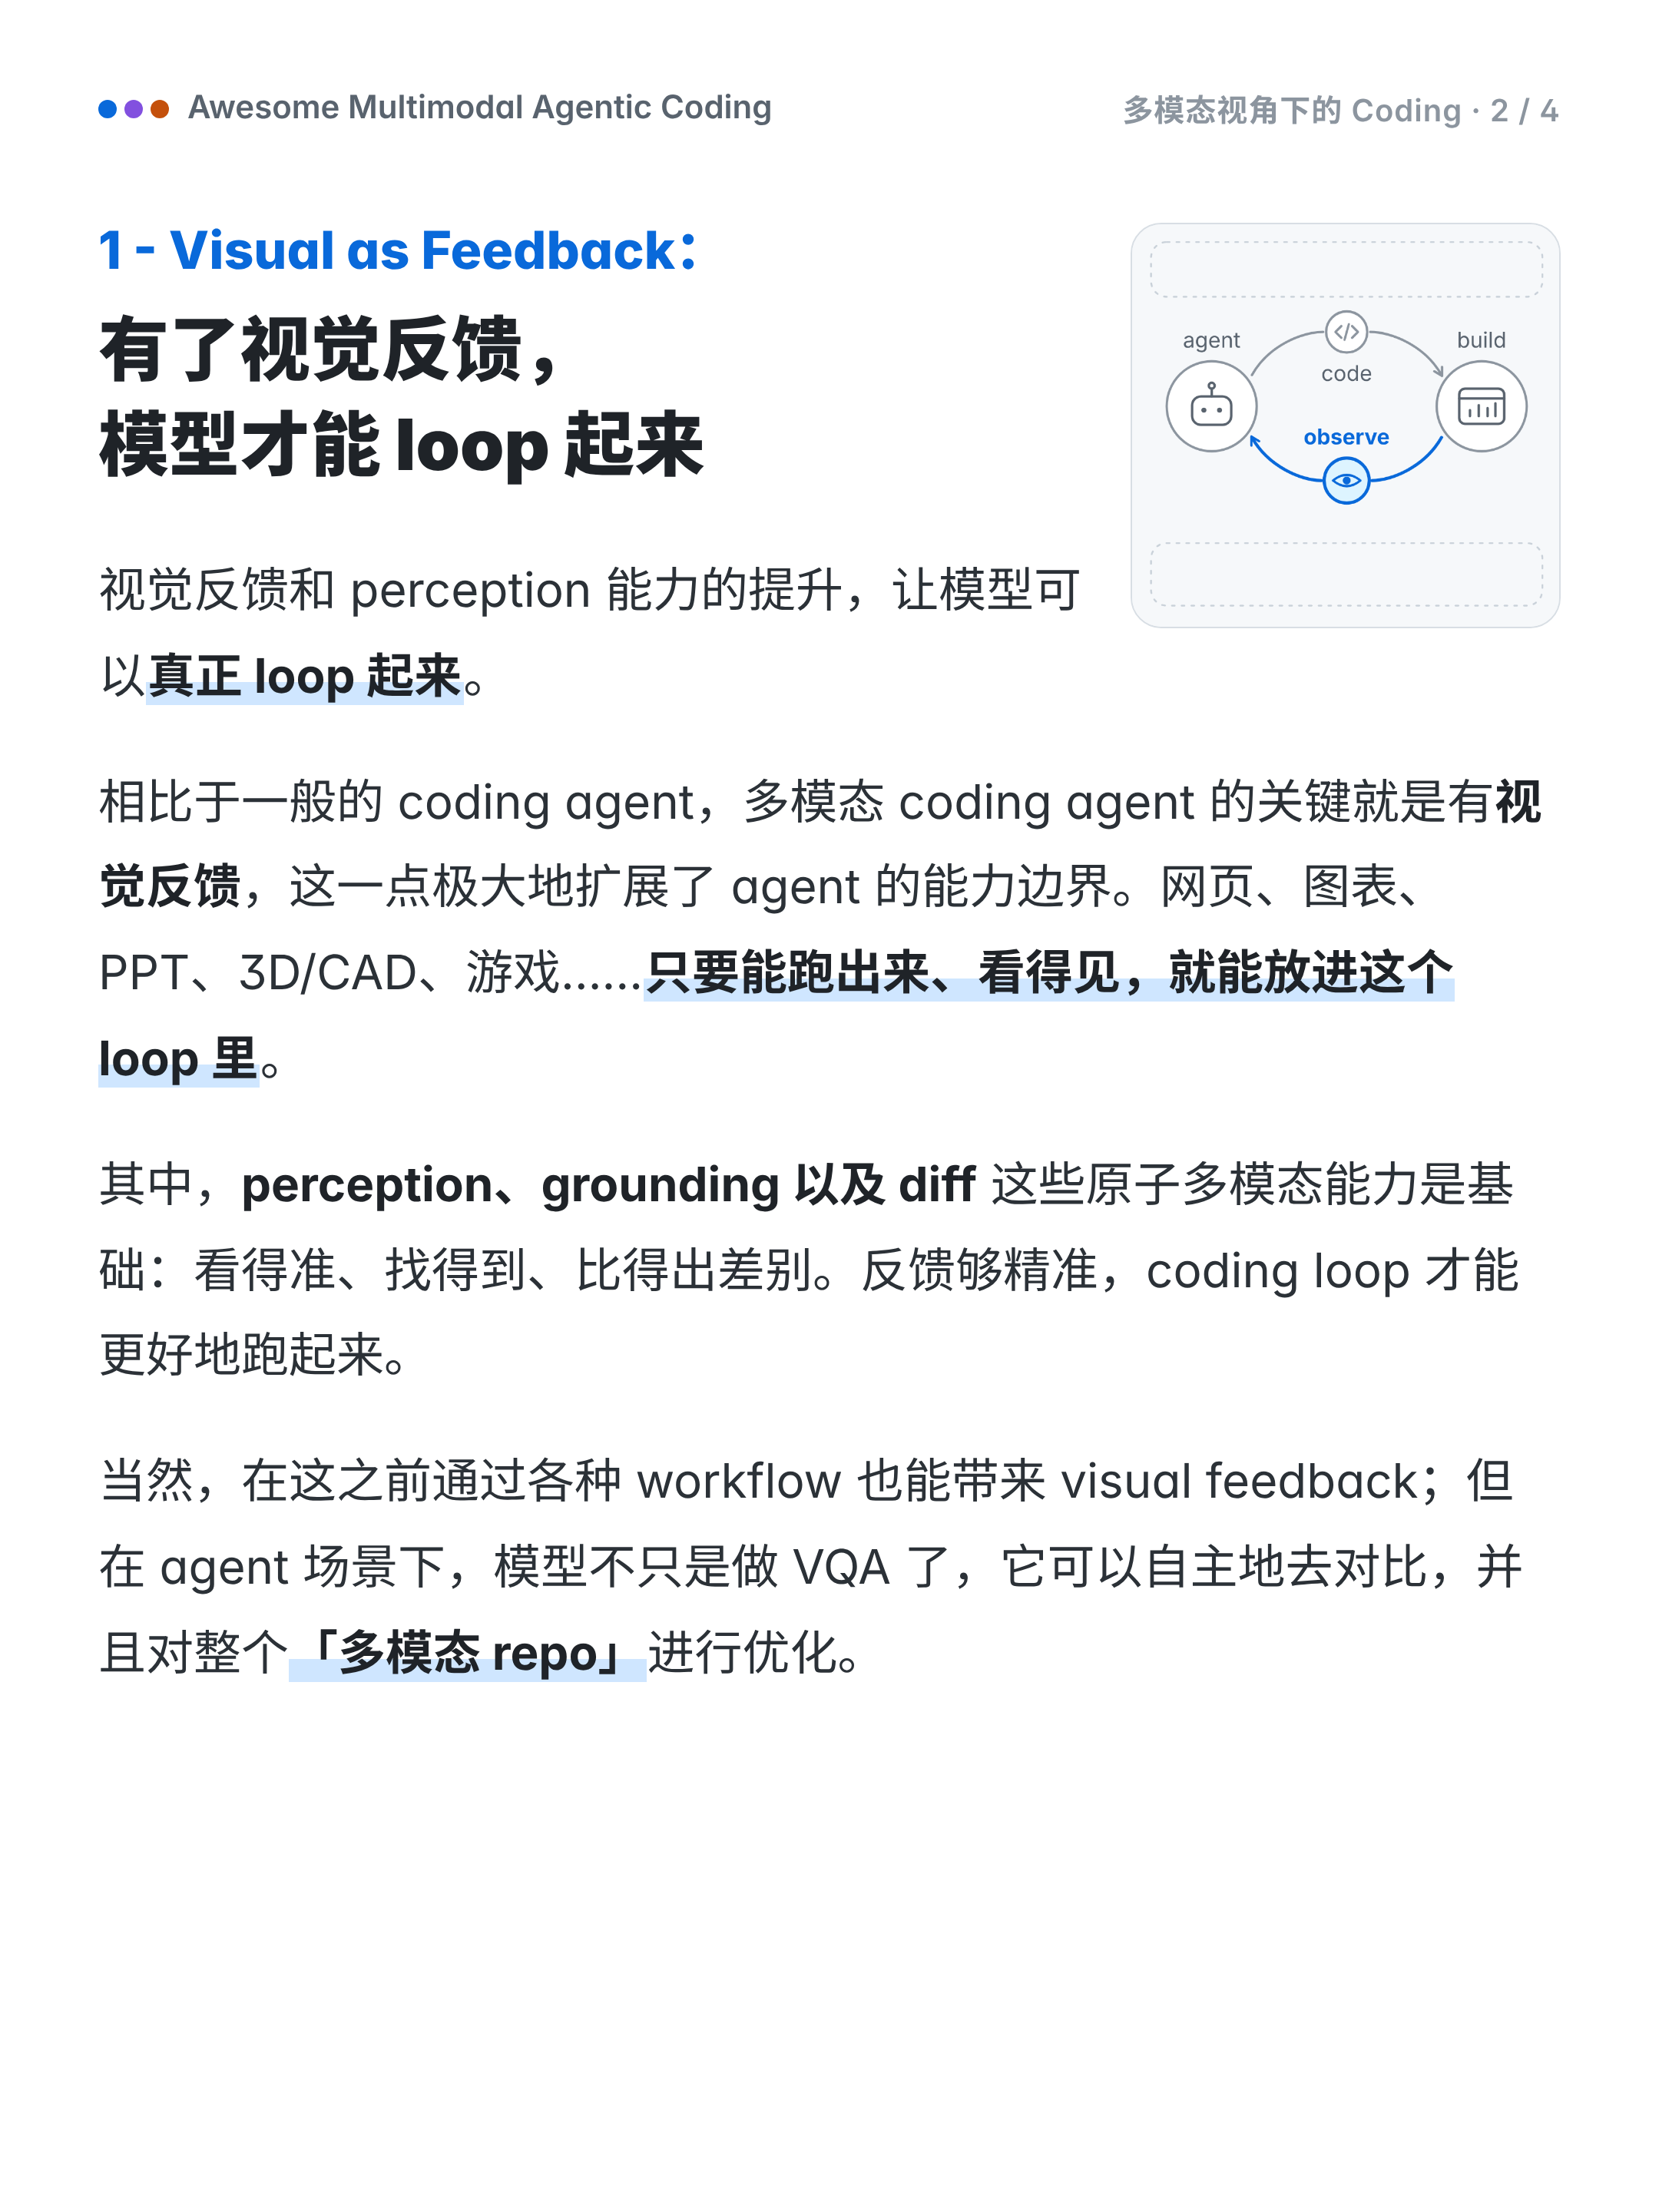 Awesome Multimodal Agentic Coding
多模态视角下的 Coding · 2 / 4
1 - Visual as Feedback：
有了视觉反馈，
模型才能 loop 起来
agent
build
code
observe
视觉反馈和 perception 能力的提升，让模型可
以真正 loop 起来。
相比于一般的 coding agent，多模态 coding agent 的关键就是有视
觉反馈，这一点极大地扩展了 agent 的能力边界。网页、图表、
PPT、3D/CAD、游戏……只要能跑出来、看得见，就能放进这个
loop 里。
其中，perception、grounding 以及 diff 这些原子多模态能力是基
础：看得准、找得到、比得出差别。反馈够精准，coding loop 才能
更好地跑起来。
当然，在这之前通过各种 workflow 也能带来 visual feedback；但
在 agent 场景下，模型不只是做 VQA 了，它可以自主地去对比，并
且对整个「多模态 repo」进行优化。